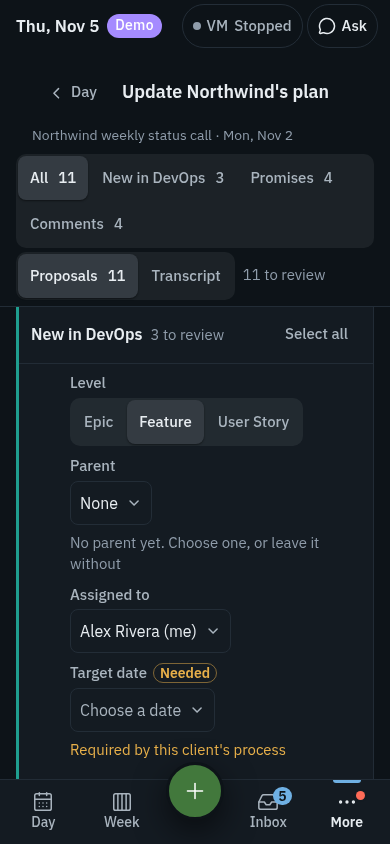 Thu, Nov 5 Demo VM Stopped Ask
Day Update Northwind's plan
Northwind weekly status call · Mon, Nov 2
All 11 New in DevOps 3 Promises 4
Comments 4
Proposals 11 Transcript 11 to review
New in DevOps 3 to review Select all
Level
Epic Feature User Story
Parent
None
No parent yet. Choose one, or leave it
without
Assigned to
Alex Rivera (me)
Target date Needed
Choose a date
Required by this client's process
Day Week Inbox 5 More